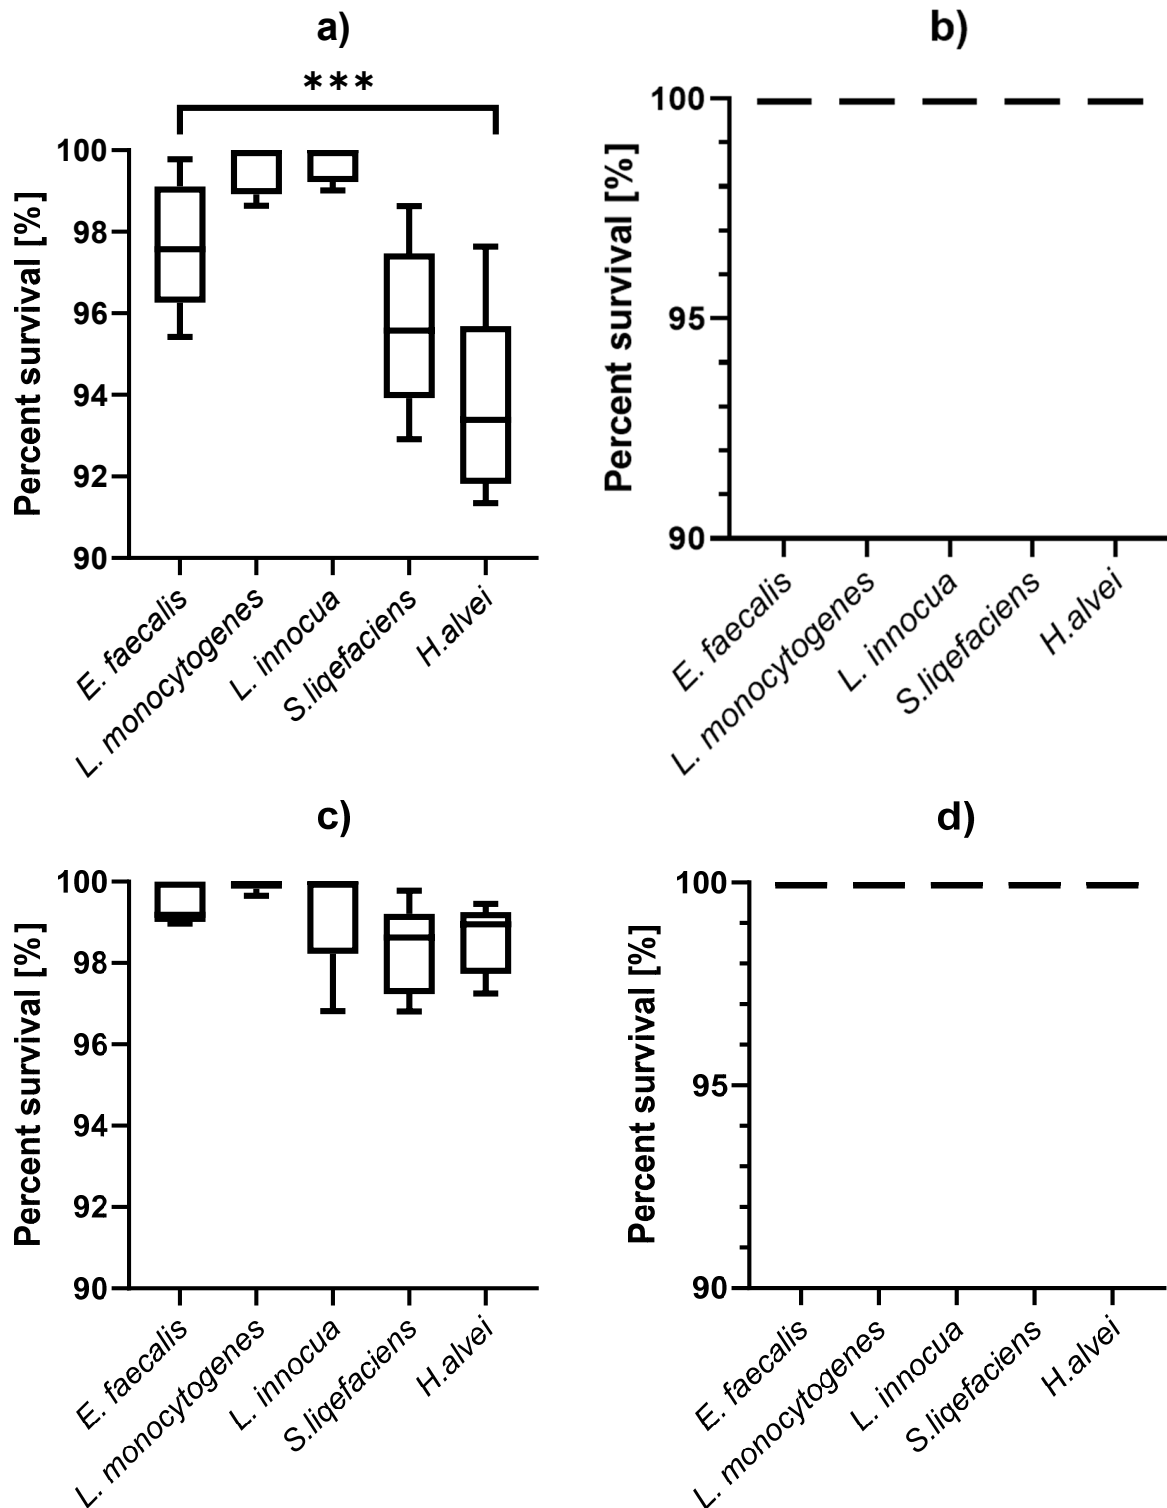 a)
***
100
98
96
94
92
90
Percent survival [%]
E. faecalis
L. monocytogenes
L. innocua
S.liqefaciens
H.alvei
b)
100
95
90
Percent survival [%]
E. faecalis
L. monocytogenes
L. innocua
S.liqefaciens
H.alvei
c)
100
98
96
94
92
90
Percent survival [%]
E. faecalis
L. monocytogenes
L. innocua
S.liqefaciens
H.alvei
d)
100
95
90
Percent survival [%]
E. faecalis
L. monocytogenes
L. innocua
S.liqefaciens
H.alvei